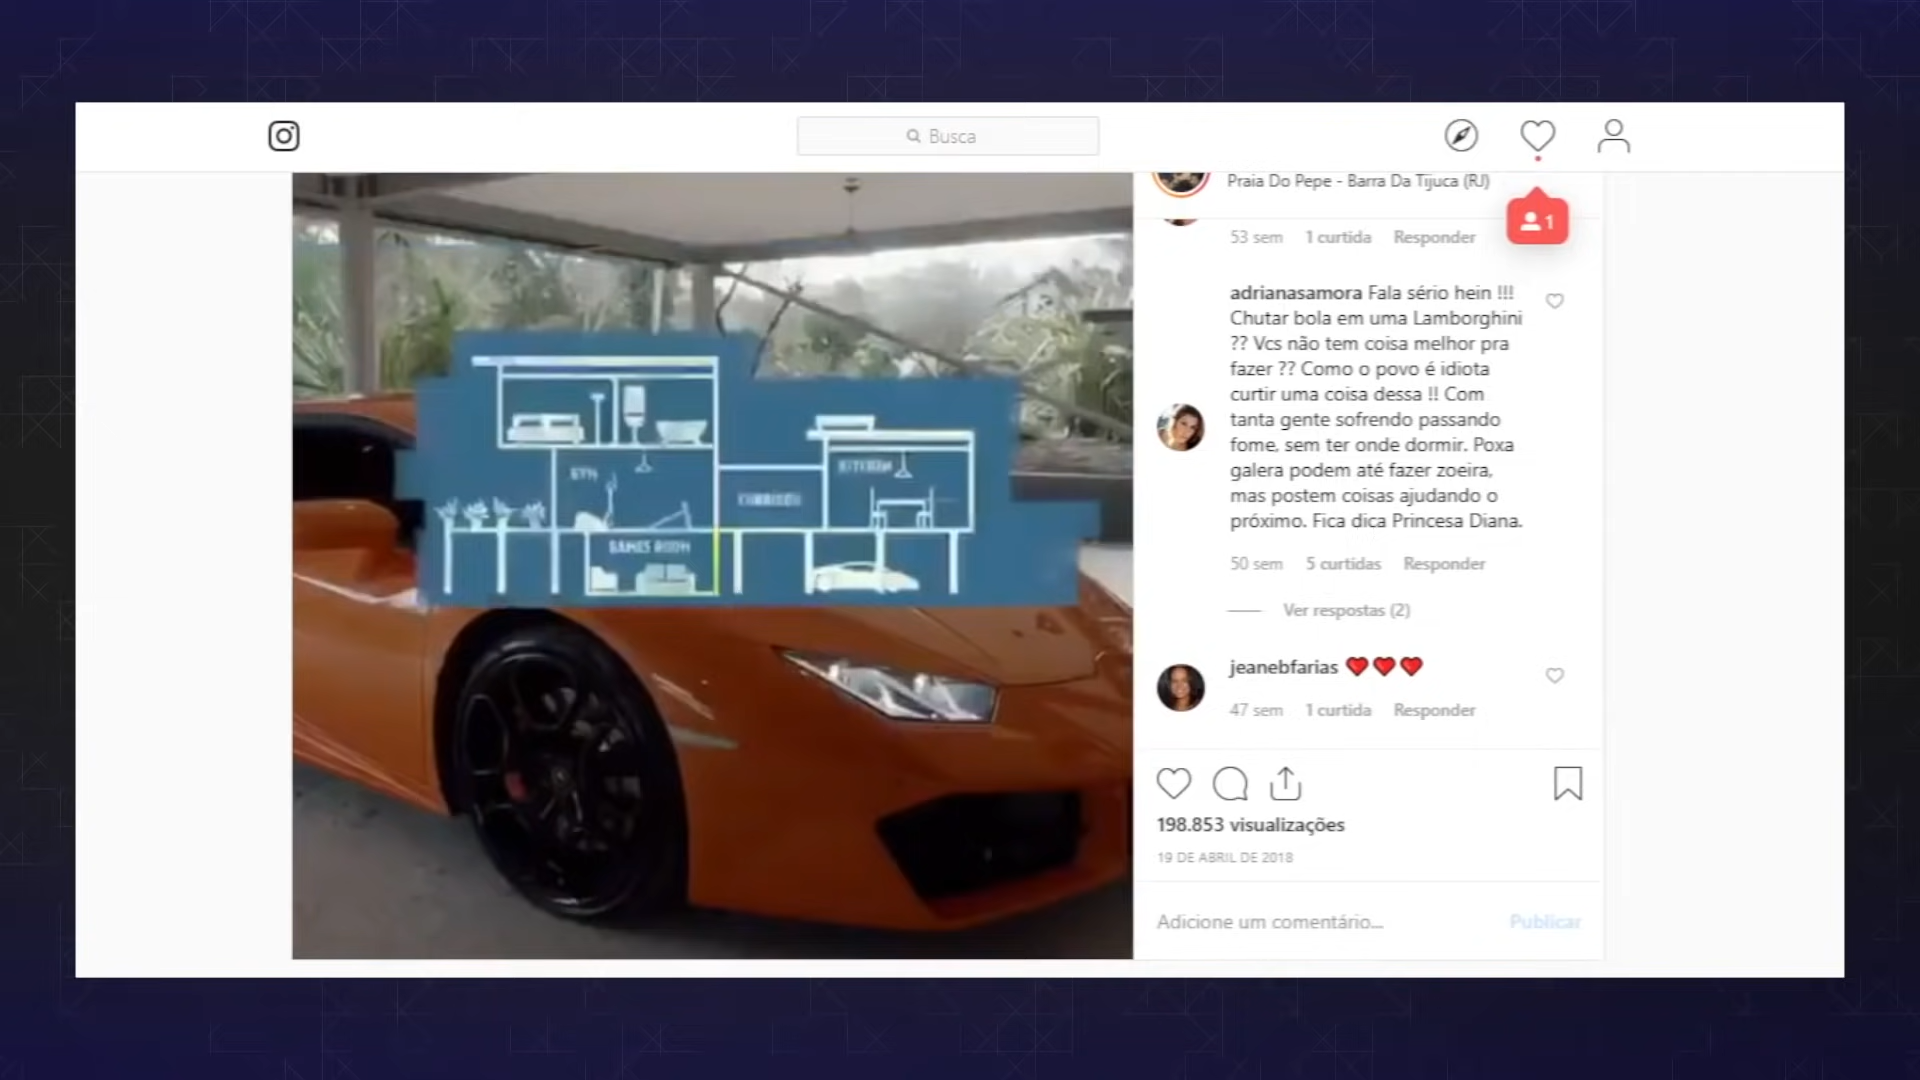 Busca
1
Praia Do Pepe - Barra Da Tijuca (RJ)
53 sem 1 curtida Responder
adrianasamora Fala sério hein !!!
Chutar bola em uma Lamborghini
?? Vcs não tem coisa melhor pra
fazer ?? Como o povo é idiota
curtir uma coisa dessa !! Com
tanta gente sofrendo passando
fome, sem ter onde dormir. Poxa
galera podem até fazer zoeira,
mas postem coisas ajudando o
próximo. Fica dica Princesa Diana.
50 sem 5 curtidas Responder
Ver respostas (2)
jeanebfarias ❤❤❤
47 sem 1 curtida Responder
198.853 visualizações
19 DE ABRIL DE 2018
Adicione um comentário... Publicar
GYM
KITCHEN
GAMES ROOM